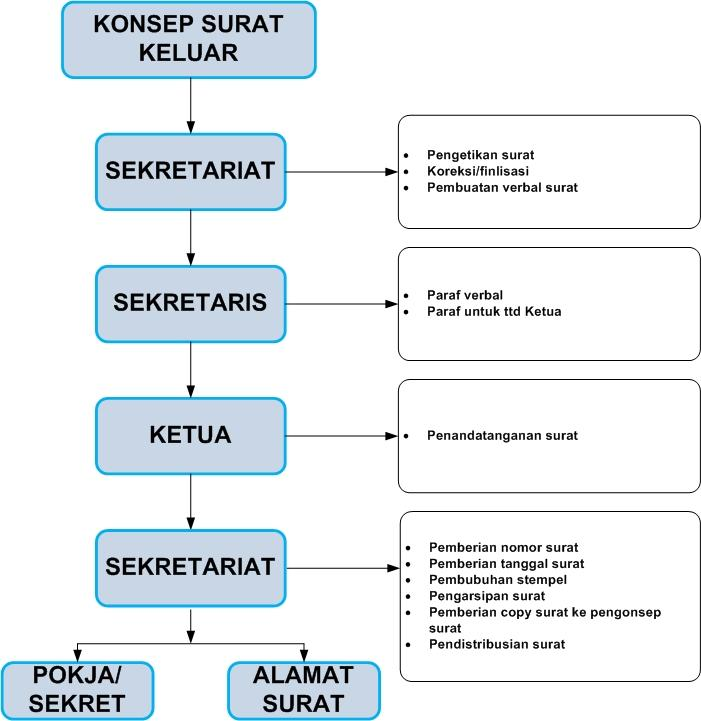 KONSEP SURAT
KELUAR
SEKRETARIAT
• Pengetikan surat
• Koreksi/finlisasi
• Pembuatan verbal surat
SEKRETARIS
• Paraf verbal
• Paraf untuk ttd Ketua
KETUA
• Penandatanganan surat
SEKRETARIAT
• Pemberian nomor surat
• Pemberian tanggal surat
• Pembubuhan stempel
• Pengarsipan surat
• Pemberian copy surat ke pengonsep
surat
• Pendistribusian surat
POKJA/
SEKRET
ALAMAT
SURAT